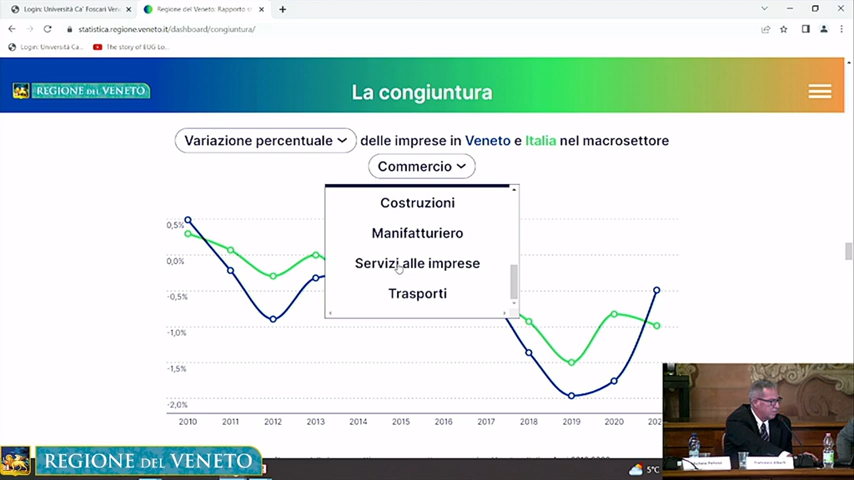 Login: Università Ca' Foscari Ven
Regione del Veneto: Rapporto st
statistica.regione.veneto.it/dashboard/congiuntura/
Login: Università Ca...
The story of EUG Lo...
REGIONE DEL VENETO
La congiuntura
Variazione percentuale
delle imprese in Veneto e Italia nel macrosettore
Commercio
Costruzioni
Manifatturiero
Servizi alle imprese
Trasporti
0,5%
0,0%
-0,5%
-1,0%
-1,5%
-2,0%
2010 2011 2012 2013 2014 2015 2016 2017 2018 2019 2020 202
REGIONE DEL VENETO
5°C